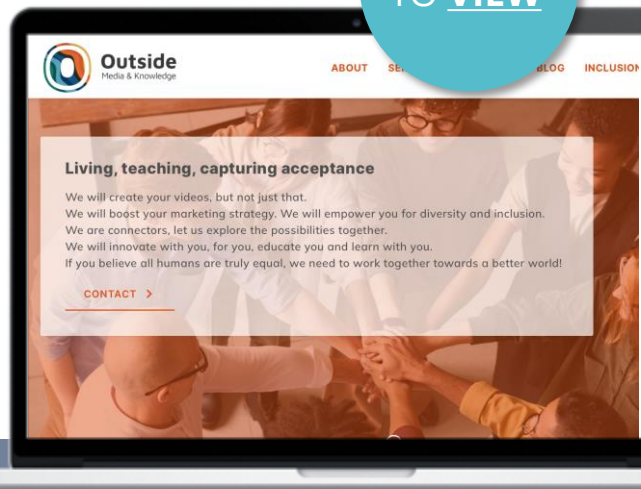 TO VIEW
Outside
Media & Knowledge
ABOUT
BLOG
INCLUSION
Living, teaching, capturing acceptance
We will create your videos, but not just that.
We will boost your marketing strategy. We will empower you for diversity and inclusion.
We are connectors, let us explore the possibilities together.
We will innovate with you, for you, educate you and learn with you.
If you believe all humans are truly equal, we need to work together towards a better world!
CONTACT >